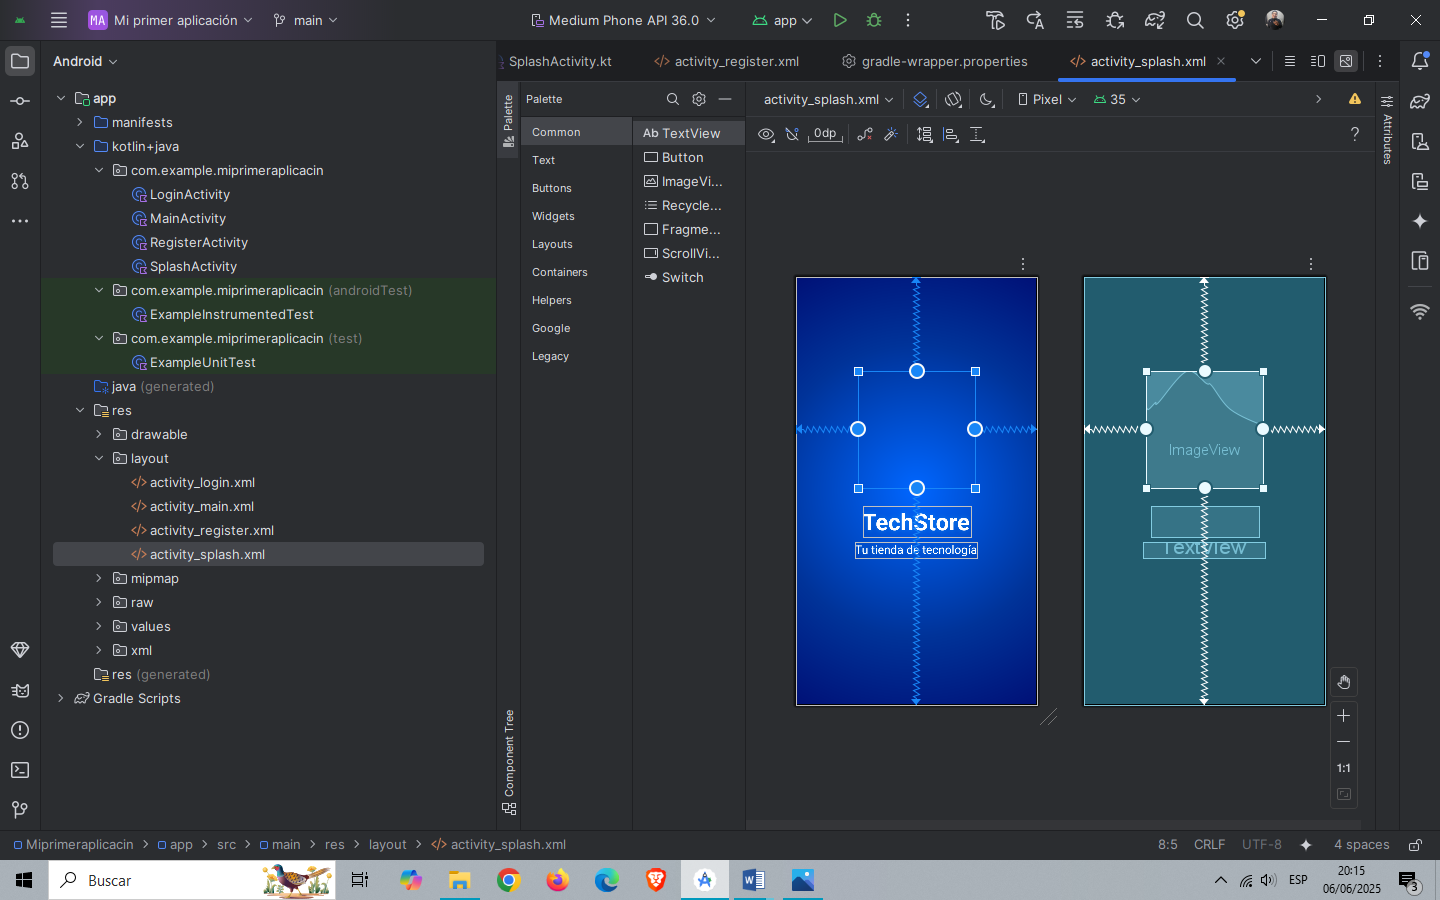 MA Mi primer aplicación main Medium Phone API 36.0 app
Android
SplashActivity.kt activity_register.xml gradle-wrapper.properties activity_splash.xml
app
manifests
kotlin+java
com.example.miprimeraplicacin
LoginActivity
MainActivity
RegisterActivity
SplashActivity
com.example.miprimeraplicacin (androidTest)
ExampleInstrumentedTest
com.example.miprimeraplicacin (test)
ExampleUnitTest
java (generated)
res
drawable
layout
activity_login.xml
activity_main.xml
activity_register.xml
activity_splash.xml
mipmap
raw
values
xml
res (generated)
Gradle Scripts
Palette
Component Tree
Palette
Common
Text
Buttons
Widgets
Layouts
Containers
Helpers
Google
Legacy
Ab TextView
Button
ImageVi...
Recycle...
Fragme...
ScrollVi...
Switch
activity_splash.xml Pixel 35
0dp ?
Attributes
TechStore
Tu tienda de tecnología
ImageView
TextView
1:1
Miprimeraplicacin app src main res layout activity_splash.xml
8:5 CRLF UTF-8 4 spaces
Buscar
W
ESP
20:15
06/06/2025
3